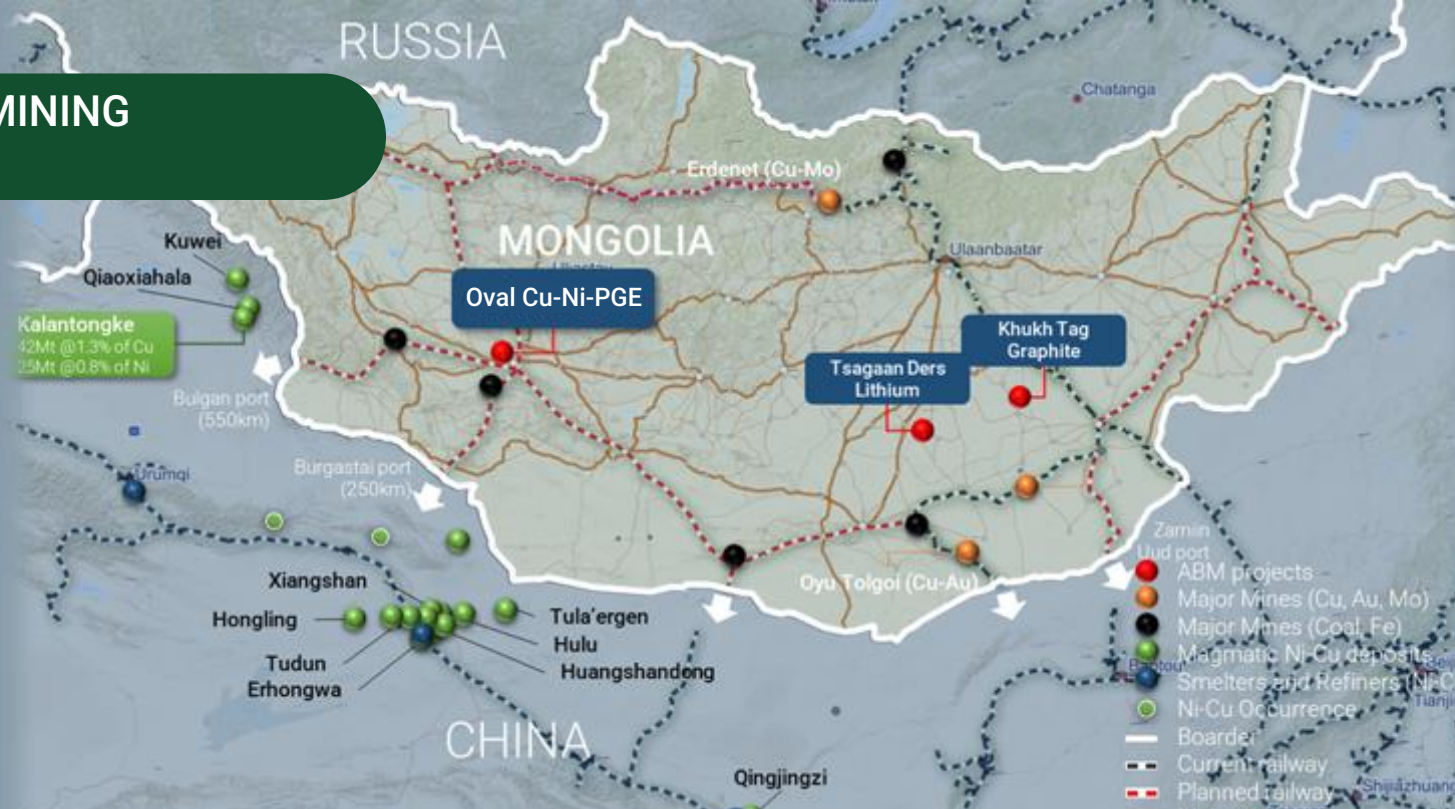 RUSSIA
MINING
Chatanga
Erdenet (Cu-Mo)
Kuwei
MONGOLIA
Ulaanbaatar
Qiaoxiahala
Oval Cu-Ni-PGE
Kalantongke
42Mt @1.3% of Cu
25Mt @0.8% of Ni
Khukh Tag
Graphite
Tsagaan Ders
Lithium
Bulgan port
(550km)
Burgastai port
(250km)
Urumqi
Zamiin
Uud port
Xiangshan
Oyu Tolgoi (Cu-Au)
Hongling
Tula'ergen
Hulu
Tudun
Huangshandong
Erhongwa
CHINA
Qingjingzi
ABM projects
Major Mines (Cu, Au, Mo)
Major Mines (Coal, Fe)
Magmatic Ni-Cu deposits
Smelters and Refiners (Ni-C
Ni-Cu Occurrence
Boarder
Current railway
Planned railway
Shijiazhuan